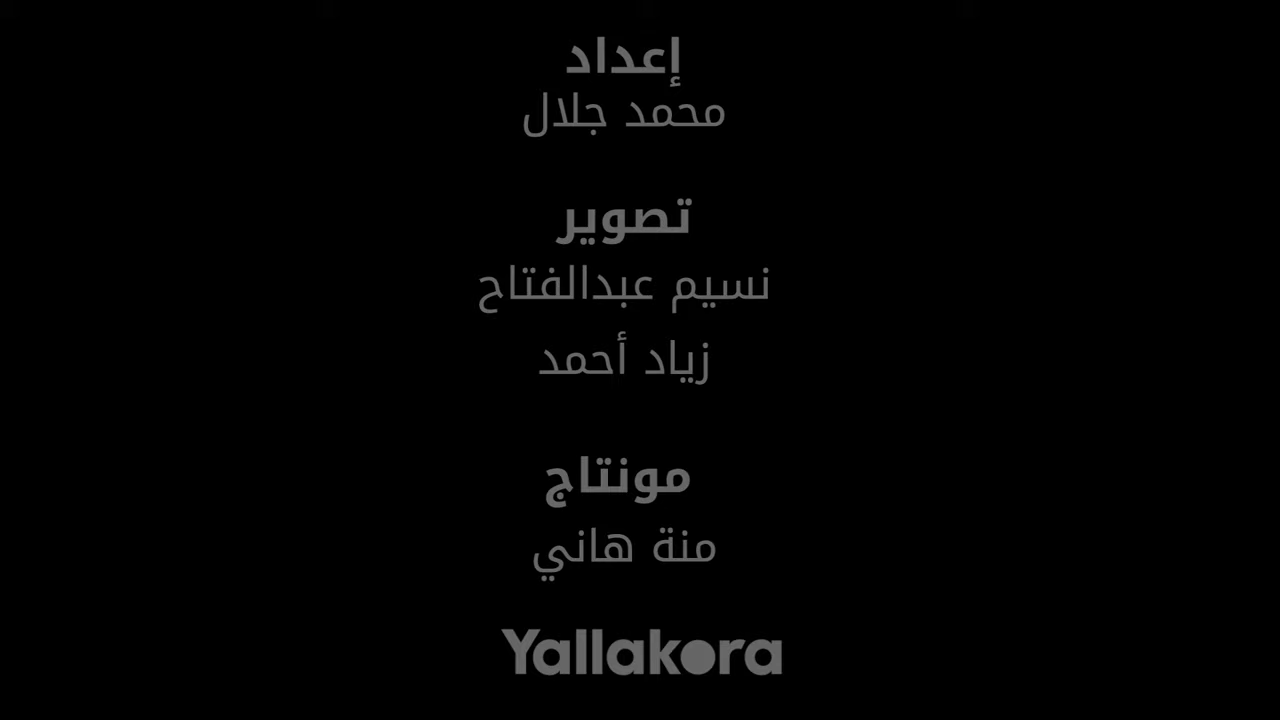 إعداد
محمد جلال
تصوير
نسيم عبدالفتاح
زياد أحمد
مونتاج
منة هاني
Yallakora